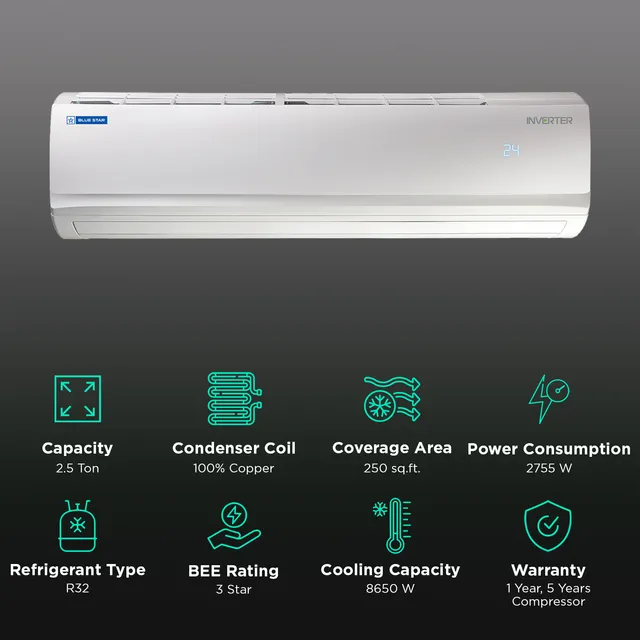 BLUE STAR
INVERTER
24
Capacity
2.5 Ton
Condenser Coil
100% Copper
Coverage Area
250 sq.ft.
Power Consumption
2755 W
Refrigerant Type
R32
BEE Rating
3 Star
Cooling Capacity
8650 W
Warranty
1 Year, 5 Years
Compressor